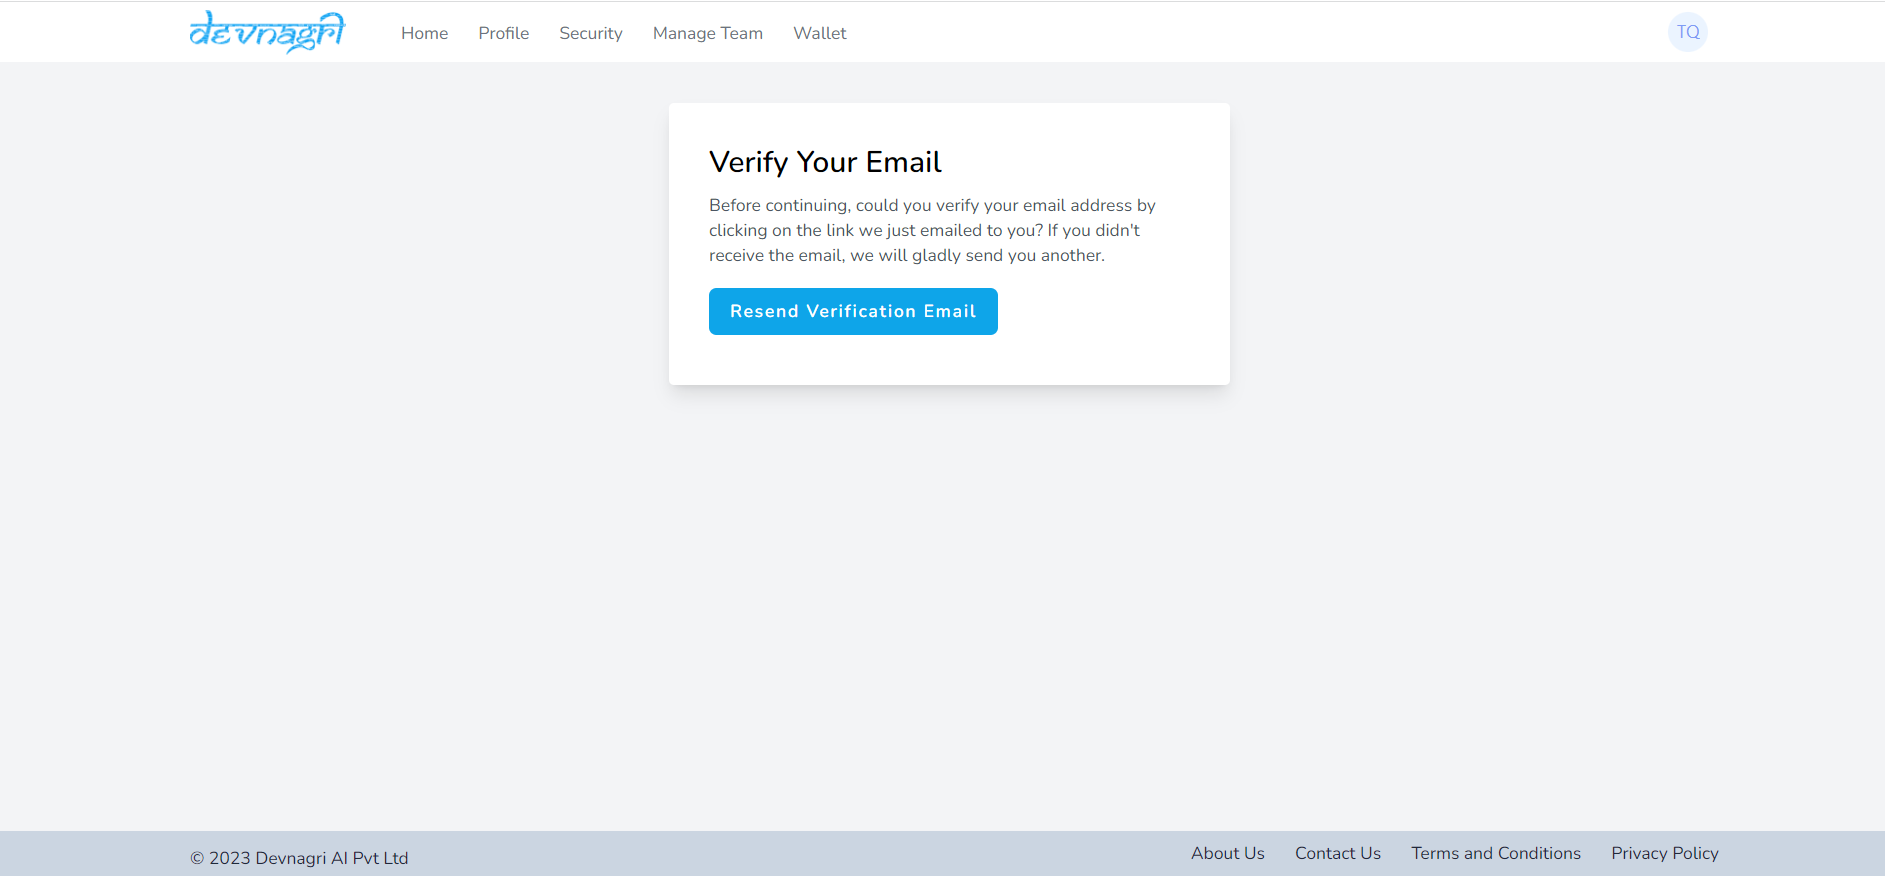 devnagri
Home
Profile
Security
Manage Team
Wallet
TQ
Verify Your Email
Before continuing, could you verify your email address by
clicking on the link we just emailed to you? If you didn't
receive the email, we will gladly send you another.
Resend Verification Email
© 2023 Devnagri AI Pvt Ltd
About Us
Contact Us
Terms and Conditions
Privacy Policy